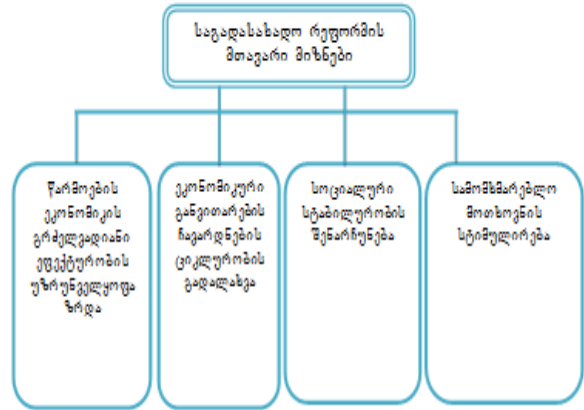 საგადასახადო რეფორმის
მთავარი მიზნები
წარმოების
ეკონომიკის
გრძელვადიანი
ეფექტურობის
უზრუნველყოფა
ზრდა
ეკონომიკური
განვითარების
ჩავარდნების
ციკლურობის
გადალახვა
სოციალური
სტაბილურობის
შენარჩუნება
სამომხმარებლო
მოთხოვნის
სტიმულირება